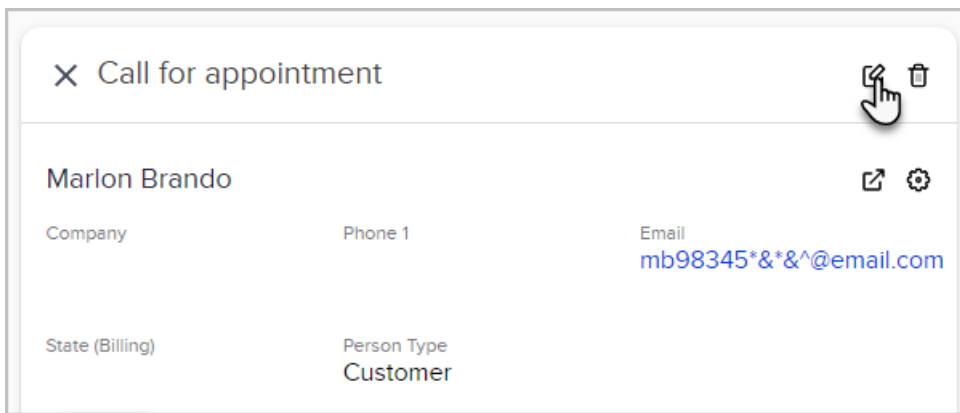 Call for appointment
Marlon Brando
Company Phone 1 Email
mb98345*&*&^@email.com
State (Billing) Person Type
Customer